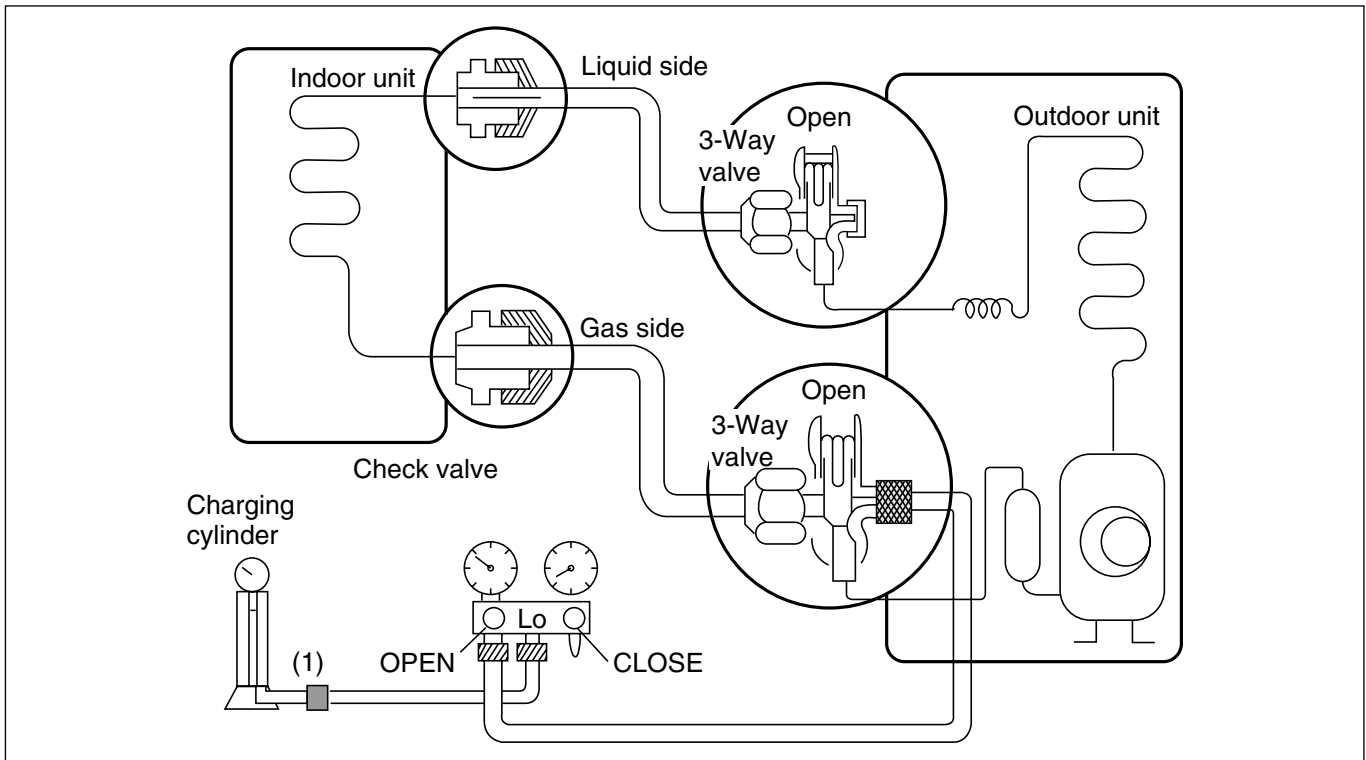 Indoor unit
Liquid side
Open
3-Way
valve
Outdoor unit
Gas side
Open
3-Way
valve
Check valve
Charging
cylinder
Lo
(1)
OPEN
CLOSE